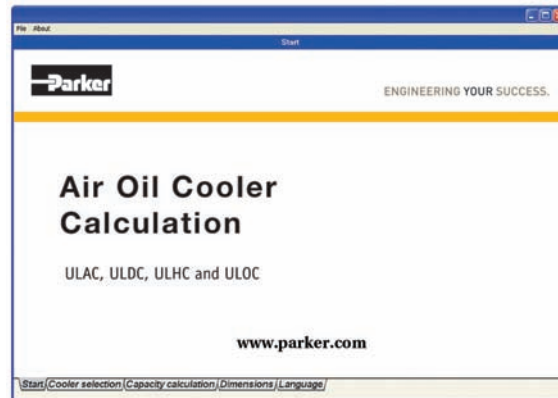 File About
Start
Parker
ENGINEERING YOUR SUCCESS.
Air Oil Cooler
Calculation
ULAC, ULDC, ULHC and ULOC
www.parker.com
Start Cooler selection Capacity calculation Dimensions Language